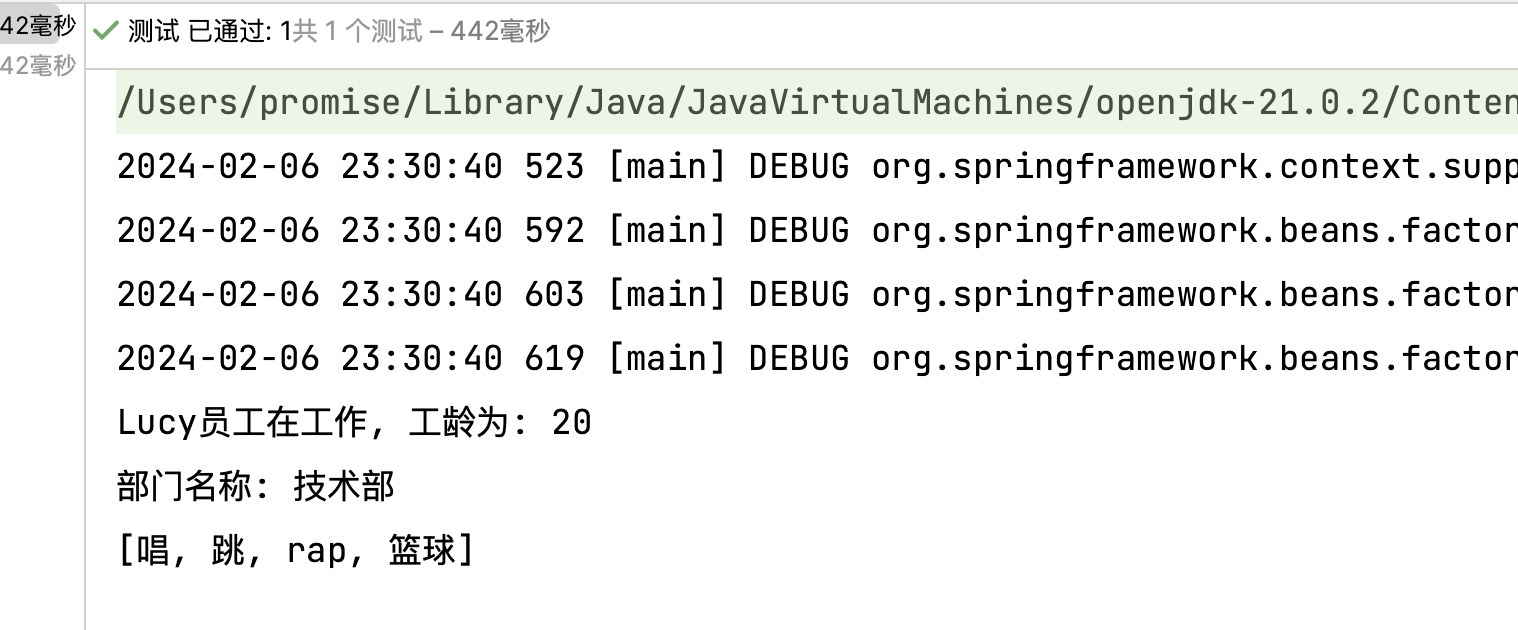 42毫秒
测试 已通过: 1共 1 个测试 – 442毫秒
42毫秒
/Users/promise/Library/Java/JavaVirtualMachines/openjdk-21.0.2/Conten
2024-02-06 23:30:40 523 [main] DEBUG org.springframework.context.supp
2024-02-06 23:30:40 592 [main] DEBUG org.springframework.beans.factor
2024-02-06 23:30:40 603 [main] DEBUG org.springframework.beans.factor
2024-02-06 23:30:40 619 [main] DEBUG org.springframework.beans.factor
Lucy员工在工作, 工龄为: 20
部门名称: 技术部
[唱, 跳, rap, 篮球]